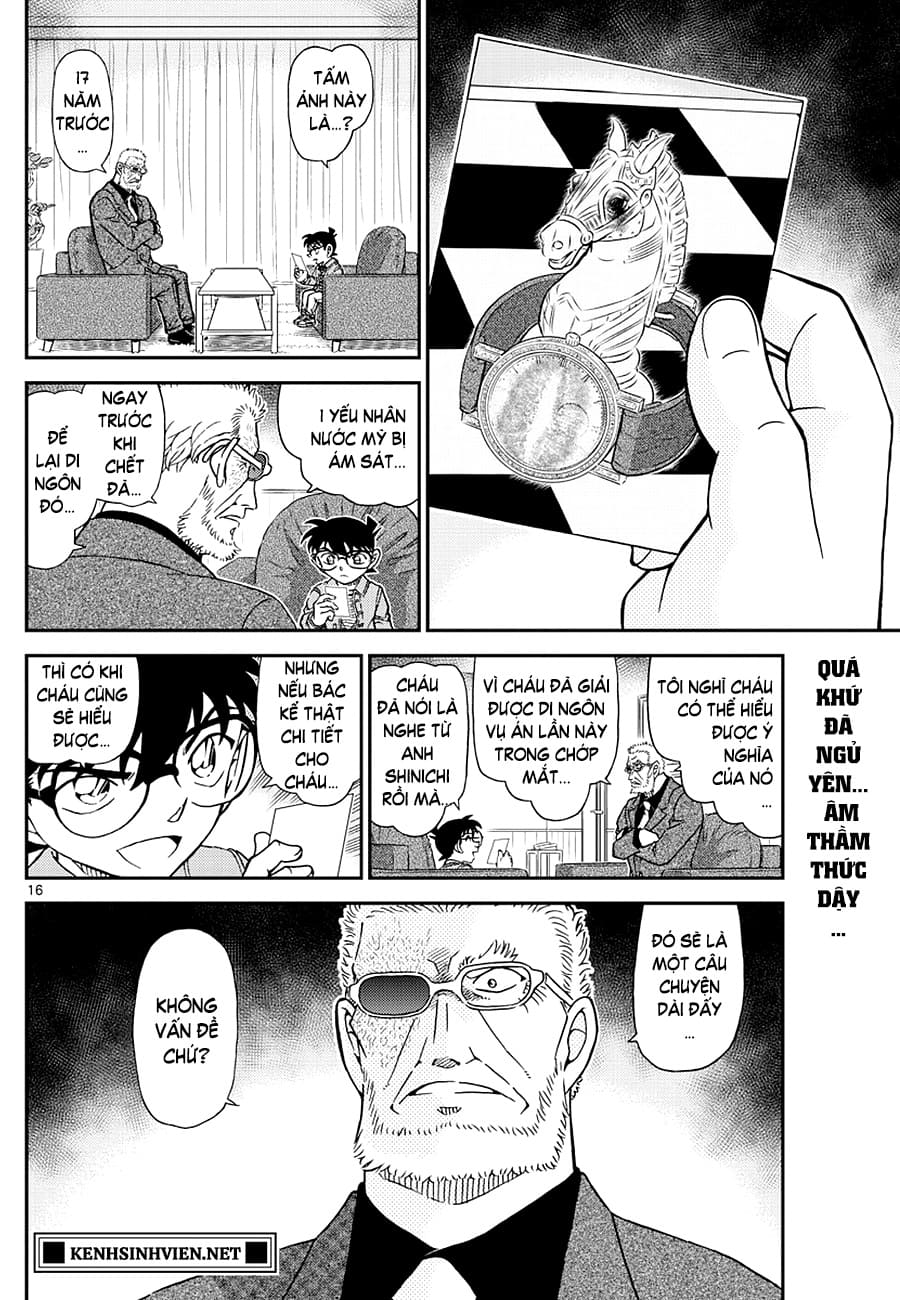 TẤM
ẢNH NÀY
LÀ...?
17
NĂM
TRƯỚC
...
1 YẾU NHÂN
NƯỚC MỸ BỊ
ÁM SÁT...
NGAY
TRƯỚC
KHI
CHẾT
ĐÃ...
ĐỂ
LẠI DI
NGÔN
ĐÓ...
QUÁ
KHỨ
ĐÃ
NGỦ
YÊN...
ÂM
THẦM
THỨC
DẬY
...
TÔI NGHĨ CHÁU
CÓ THỂ HIỂU
ĐƯỢC Ý
NGHĨA
CỦA NÓ
...
VÌ CHÁU ĐÃ GIẢI
ĐƯỢC DI NGÔN
VỤ ÁN LẦN NÀY
TRONG CHỚP
MẮT...
CHÁU
ĐÃ NÓI LÀ
NGHE TỪ
ANH
SHINICHI
RỒI MÀ...
NHƯNG
NẾU BÁC
KỂ THẬT
CHI TIẾT
CHO
CHÁU...
THÌ CÓ KHI
CHÁU CŨNG
SẼ HIỂU
ĐƯỢC...
16
ĐÓ SẼ LÀ
MỘT CÂU
CHUYỆN
DÀI ĐẤY
...
KHÔNG
VẤN ĐỀ
CHỨ?
KENHSINHVIEN.NET